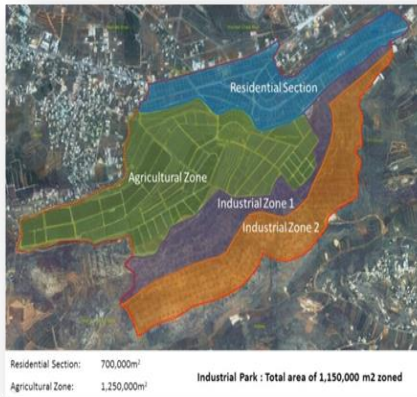 Residential Section
Agricultural Zone
Industrial Zone 1
Industrial Zone 2
Residential Section: 700,000m²
Agricultural Zone: 1,250,000m²
Industrial Park : Total area of 1,150,000 m2 zoned